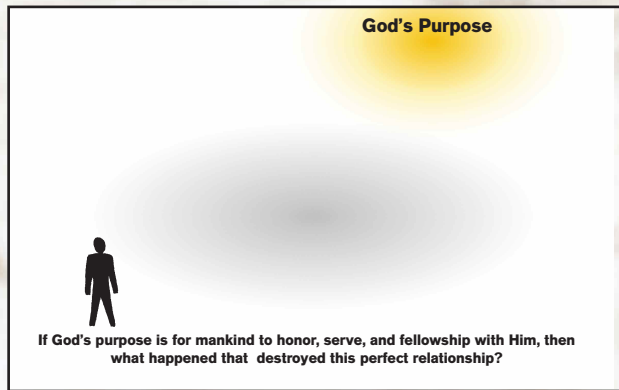 God's Purpose
If God's purpose is for mankind to honor, serve, and fellowship with Him, then
what happened that destroyed this perfect relationship?